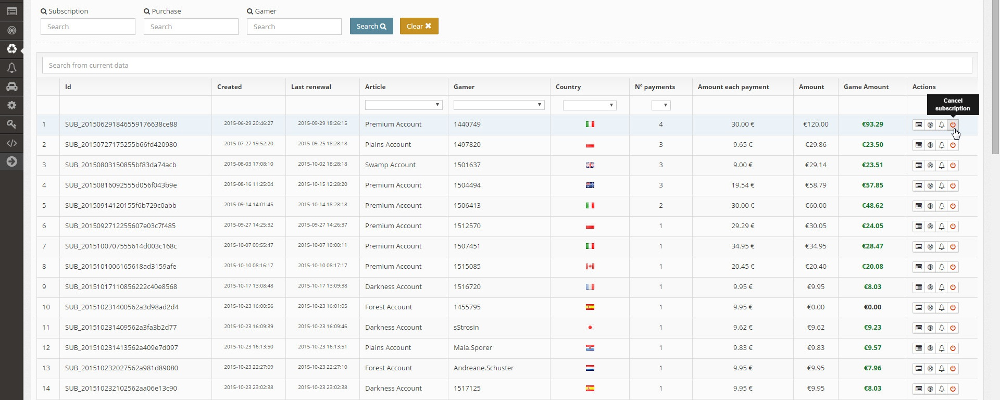 Subscription Purchase Gamer
Search Search Search Search Clear
Search from current data
Id Created Last renewal Article Gamer Country Nº payments Amount each payment Amount Game Amount Actions
Cancel
subscription
1 SUB_201506291846559176638ce88 2015-06-29 20:46:27 2015-09-29 18:26:15 Premium Account 1440749 4 30.00 € €120.00 €93.29
2 SUB_20150727175255b66fd420980 2015-07-27 19:52:20 2015-09-25 18:28:18 Plains Account 1497820 3 9.65 € €29.86 €23.50
3 SUB_20150803150855bf83da74acb 2015-08-03 17:08:10 2015-10-02 18:28:18 Swamp Account 1501637 3 9.00 € €29.14 €23.51
4 SUB_20150816092555d056f043b9e 2015-08-16 11:25:04 2015-10-15 12:28:20 Premium Account 1504494 3 19.54 € €58.79 €57.85
5 SUB_20150914120155f6b729c0abb 2015-09-14 14:01:45 2015-10-14 18:28:18 Premium Account 1506413 2 30.00 € €60.00 €48.62
6 SUB_2015092712255607e03c7f485 2015-09-27 14:25:32 2015-09-27 14:26:37 Premium Account 1512570 1 29.29 € €30.05 €24.05
7 SUB_2015100707555614d003c168c 2015-10-07 09:55:47 2015-10-07 10:00:11 Premium Account 1507451 1 34.95 € €34.95 €28.47
8 SUB_2015101006165618ad3159afe 2015-10-10 08:16:17 2015-10-10 08:17:17 Premium Account 1515085 1 20.45 € €20.40 €20.08
9 SUB_201510171108562​22c40e8568 2015-10-17 13:08:48 2015-10-17 13:09:38 Darkness Account 1516720 1 9.95 € €9.95 €8.03
10 SUB_201510231400562a3d98ad2d4 2015-10-23 16:00:56 2015-10-23 16:01:05 Forest Account 1455795 1 9.95 € €0.00 €0.00
11 SUB_201510231409562a3fa3b2d77 2015-10-23 16:09:39 2015-10-23 16:09:46 Darkness Account sStrosin 1 9.62 € €9.62 €9.23
12 SUB_201510231413562a409e7d097 2015-10-23 16:13:50 2015-10-23 16:13:51 Plains Account Maia.Sporer 1 9.83 € €9.83 €9.57
13 SUB_201510232027562a981d89080 2015-10-23 22:27:09 2015-10-23 22:27:10 Forest Account Andreane.Schuster 1 9.95 € €9.95 €7.96
14 SUB_201510232102562aa06e13c90 2015-10-23 23:02:38 2015-10-23 23:02:38 Darkness Account 1517125 1 9.95 € €9.95 €8.03